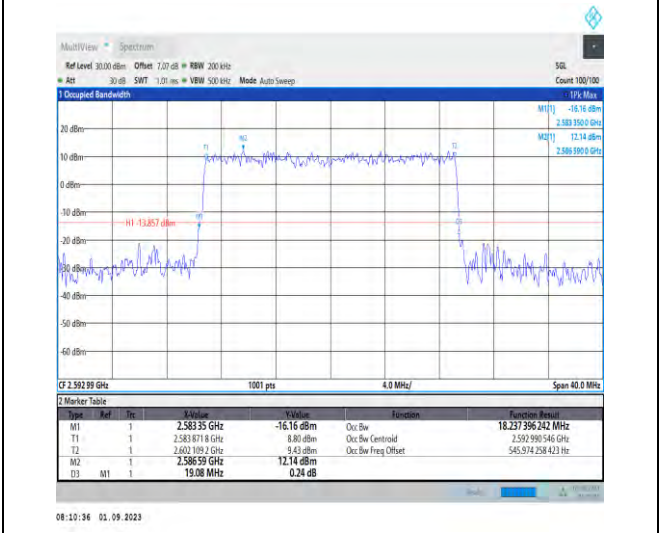 MultiView Spectrum
Ref Level 30.00 dBm Offset 7.07 dB RBW 200 kHz SGL
Att 30 dB SWT 1.01 ms VBW 500 kHz Mode Auto Sweep Count 100/100
1 Occupied Bandwidth 1Pk Max
M1[1] -16.16 dBm
2.583 350 0 GHz
M2[1] 12.14 dBm
2.586 590 0 GHz
20 dBm
T1 M2 T2
10 dBm
0 dBm
-10 dBm
M1 D3
H1 -13.857 dBm
-20 dBm
-30 dBm
-40 dBm
-50 dBm
-60 dBm
CF 2.592 99 GHz 1001 pts 4.0 MHz/ Span 40.0 MHz
2 Marker Table
Type Ref Trc X-Value Y-Value Function Function Result
M1 1 2.583 35 GHz -16.16 dBm Occ Bw 18.237 396 242 MHz
T1 1 2.583 871 8 GHz 8.80 dBm Occ Bw Centroid 2.592 990 546 GHz
T2 1 2.602 109 2 GHz 9.43 dBm Occ Bw Freq Offset 545.974 258 423 Hz
M2 1 2.586 59 GHz 12.14 dBm
D3 M1 1 19.08 MHz 0.24 dB
08:10:36 01.09.2023